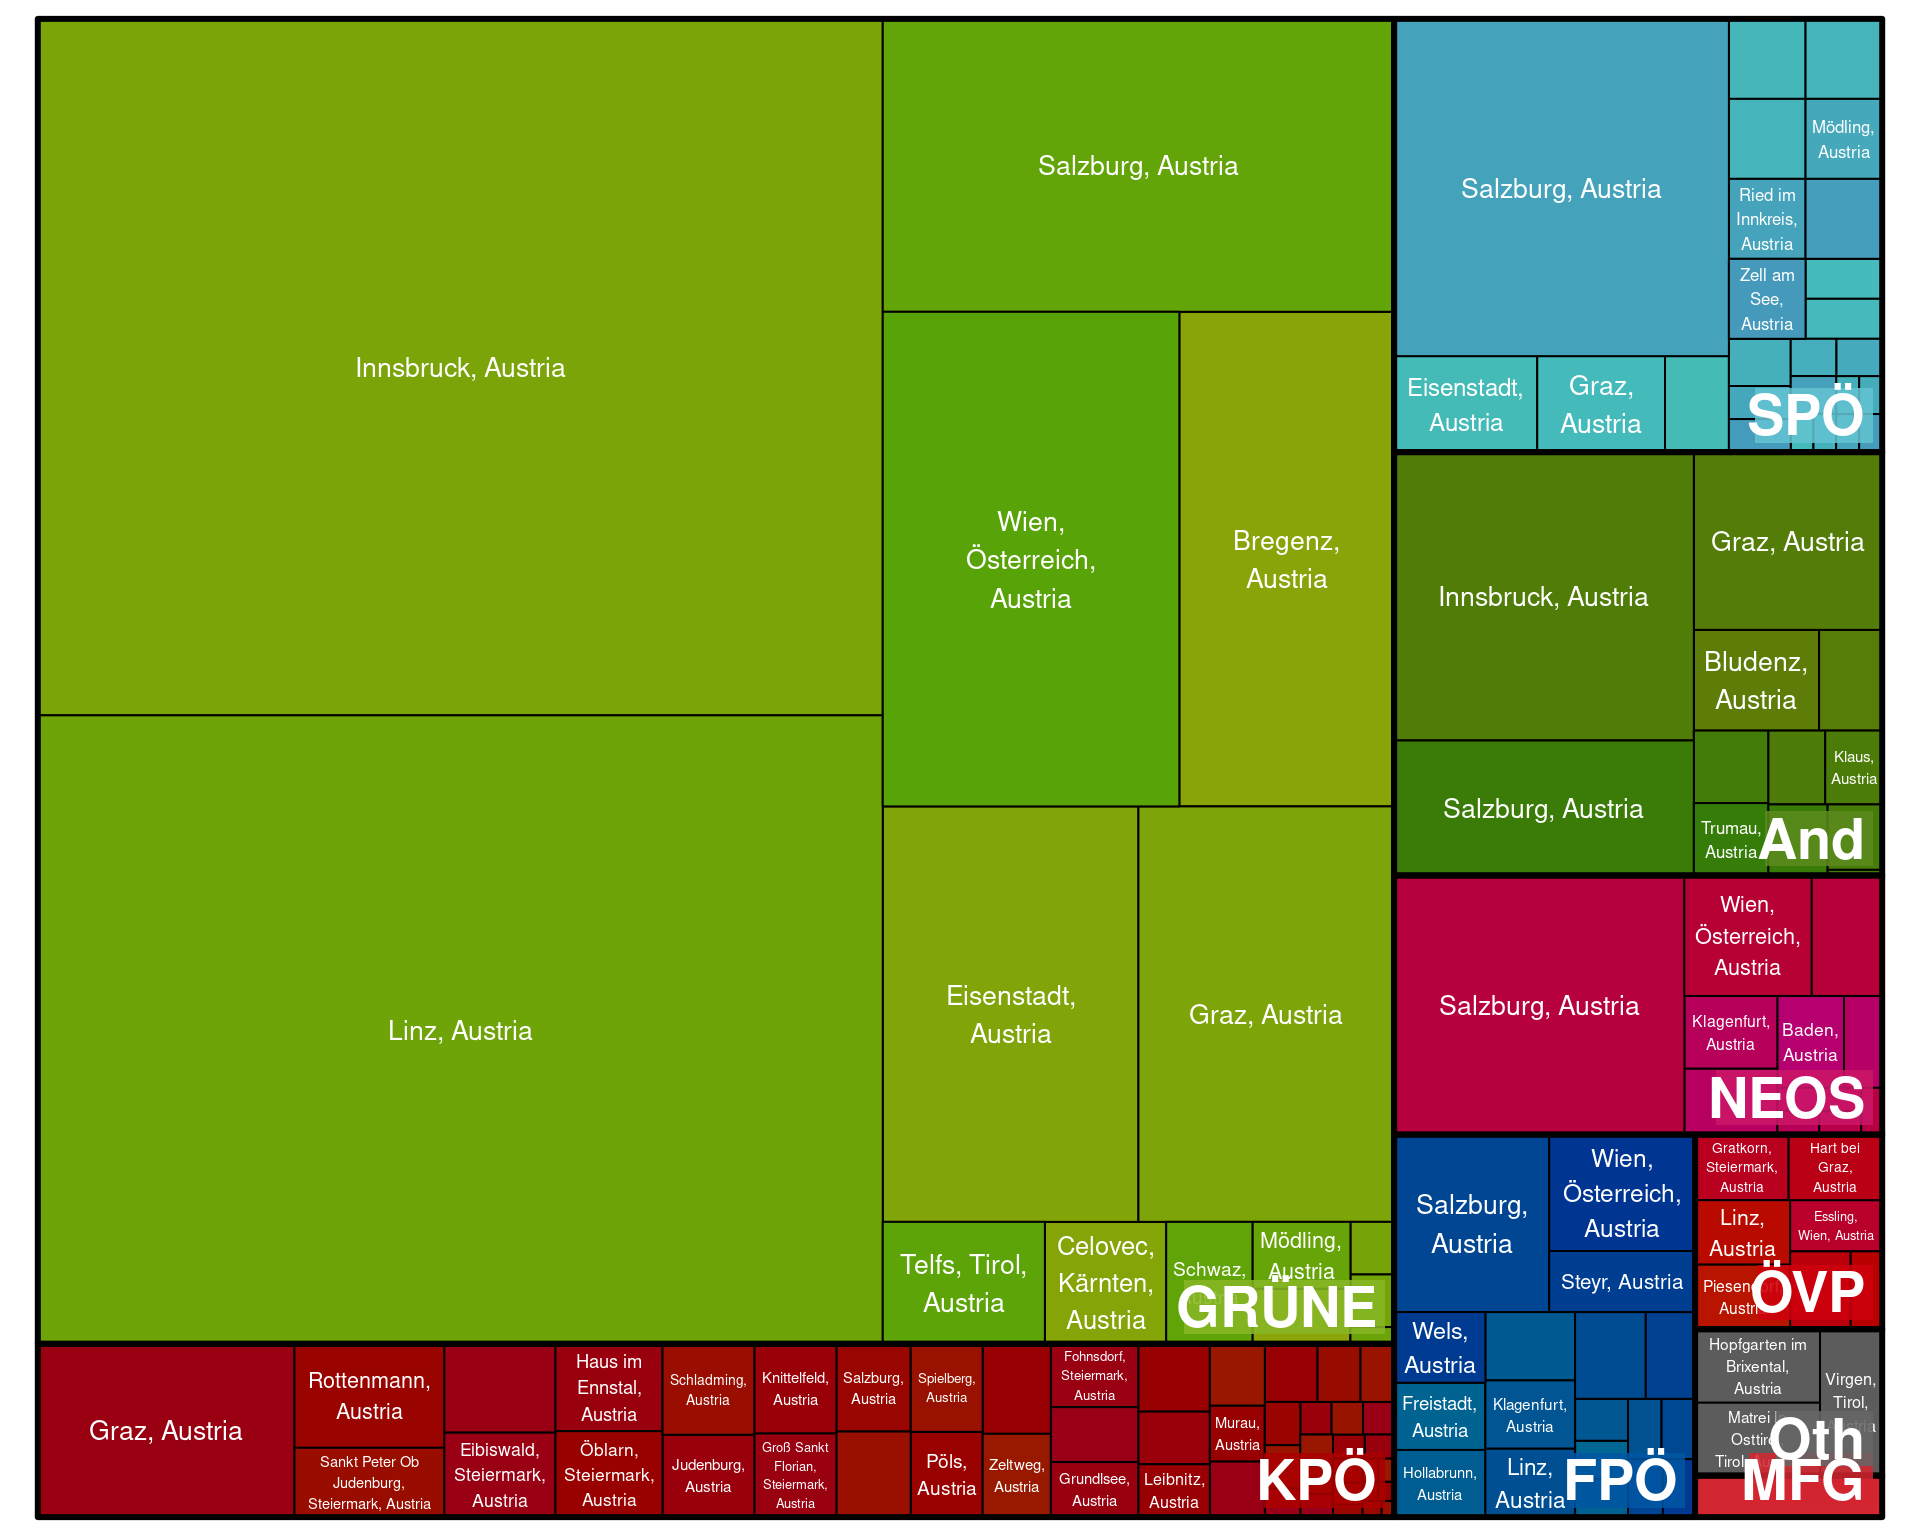 Innsbruck, Austria
Linz, Austria
Salzburg, Austria
Wien,
Österreich,
Austria
Bregenz,
Austria
Eisenstadt,
Austria
Graz, Austria
Telfs, Tirol,
Austria
Celovec,
Kärnten,
Austria
Schwaz,
Mödling,
Austria
GRÜNE
Salzburg, Austria
Eisenstadt,
Austria
Graz,
Austria
Mödling,
Austria
Ried im
Innkreis,
Austria
Zell am
See,
Austria
SPÖ
Innsbruck, Austria
Graz, Austria
Bludenz,
Austria
Salzburg, Austria
Klaus,
Austria
Trumau,
Austria
And
Salzburg, Austria
Wien,
Österreich,
Austria
Klagenfurt,
Austria
Baden,
Austria
NEOS
Salzburg,
Austria
Wien,
Österreich,
Austria
Steyr, Austria
Wels,
Austria
Freistadt,
Austria
Klagenfurt,
Austria
Hollabrunn,
Austria
Linz,
Austria
FPÖ
Gratkorn,
Steiermark,
Austria
Hart bei
Graz,
Austria
Linz,
Austria
Essling,
Wien, Austria
ÖVP
Hopfgarten im
Brixental,
Austria
Virgen,
Tirol,
Matrei
Oth
MFG
Graz, Austria
Rottenmann,
Austria
Sankt Peter Ob
Judenburg,
Steiermark, Austria
Eibiswald,
Steiermark,
Austria
Haus im
Ennstal,
Austria
Öblarn,
Steiermark,
Austria
Schladming,
Austria
Judenburg,
Austria
Knittelfeld,
Austria
Groß Sankt
Florian,
Steiermark,
Austria
Salzburg,
Austria
Spielberg,
Austria
Pöls,
Austria
Zeltweg,
Austria
Fohnsdorf,
Steiermark,
Austria
Grundlsee,
Austria
Leibnitz,
Austria
Murau,
Austria
KPÖ